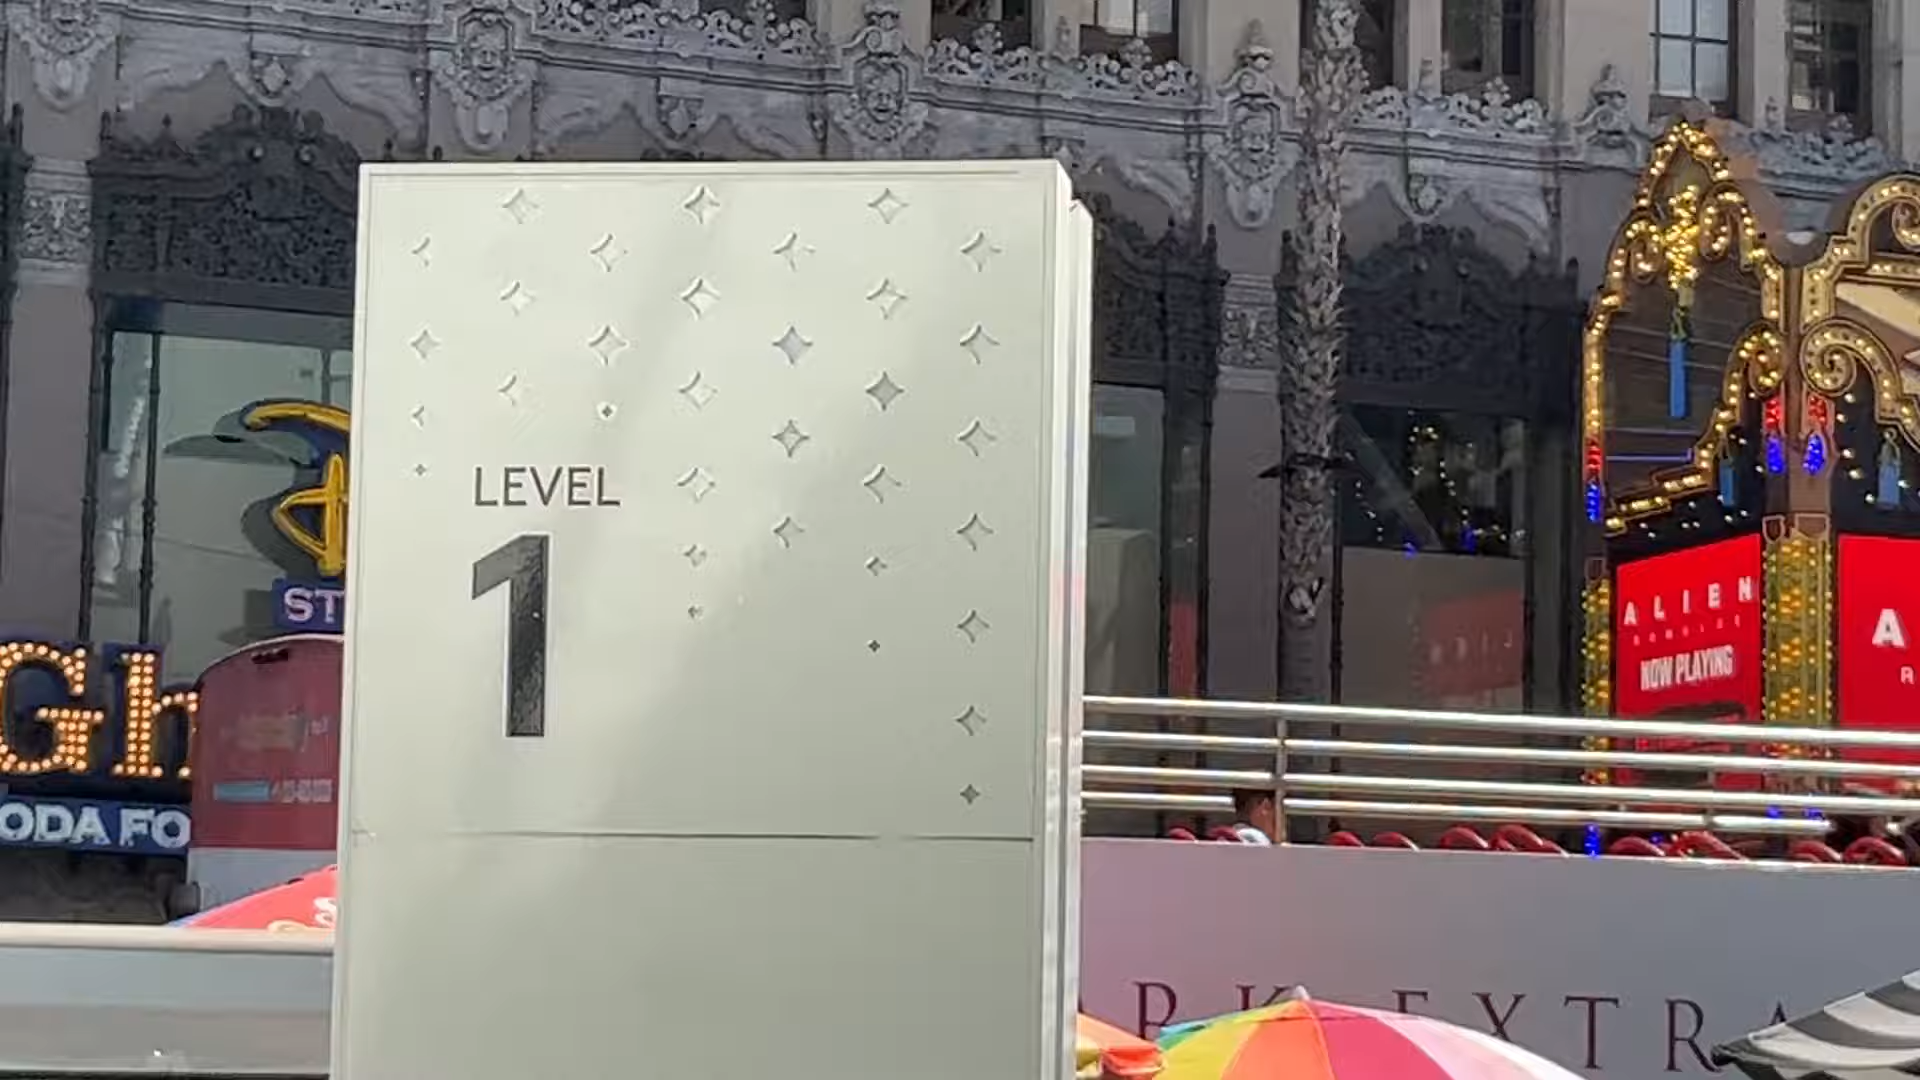 LEVEL
1
ST
Gh
ODA FO
ALIEN
NOW PLAYING
A
R
ARK EXTRA